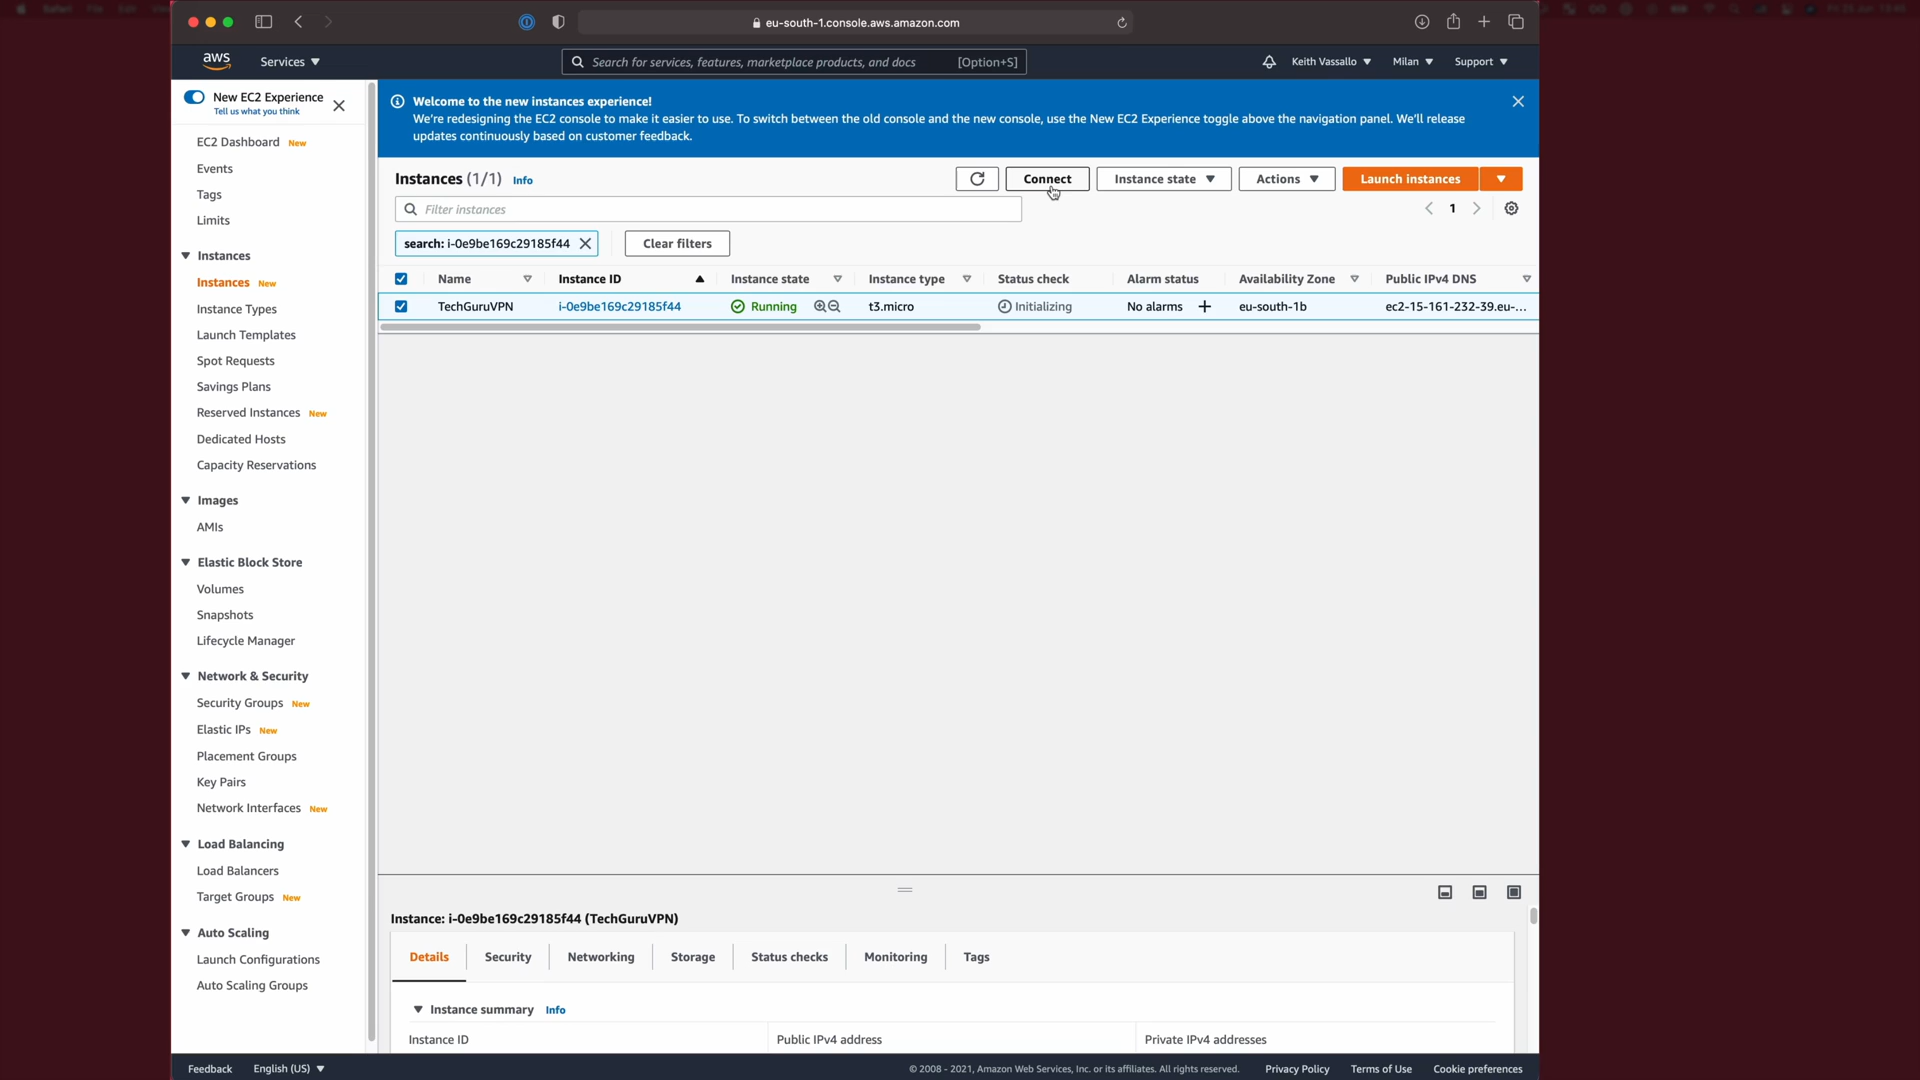 eu-south-1.console.aws.amazon.com
aws
Services
Search for services, features, marketplace products, and docs
[Option+S]
Keith Vassallo
Milan
Support
New EC2 Experience
Tell us what you think
EC2 Dashboard New
Events
Tags
Limits
Instances
Instances New
Instance Types
Launch Templates
Spot Requests
Savings Plans
Reserved Instances New
Dedicated Hosts
Capacity Reservations
Images
AMIs
Elastic Block Store
Volumes
Snapshots
Lifecycle Manager
Network & Security
Security Groups New
Elastic IPs New
Placement Groups
Key Pairs
Network Interfaces New
Load Balancing
Load Balancers
Target Groups New
Auto Scaling
Launch Configurations
Auto Scaling Groups
Welcome to the new instances experience!
We're redesigning the EC2 console to make it easier to use. To switch between the old console and the new console, use the New EC2 Experience toggle above the navigation panel. We'll release
updates continuously based on customer feedback.
Instances (1/1) Info
Connect
Instance state
Actions
Launch instances
Filter instances
1
search: i-0e9be169c29185f44
Clear filters
Name Instance ID Instance state Instance type Status check Alarm status Availability Zone Public IPv4 DNS
TechGuruVPN i-0e9be169c29185f44 Running t3.micro Initializing No alarms eu-south-1b ec2-15-161-232-39.eu-...
Instance: i-0e9be169c29185f44 (TechGuruVPN)
Details Security Networking Storage Status checks Monitoring Tags
Instance summary Info
Instance ID Public IPv4 address Private IPv4 addresses
Feedback English (US) © 2008 - 2021, Amazon Web Services, Inc. or its affiliates. All rights reserved. Privacy Policy Terms of Use Cookie preferences